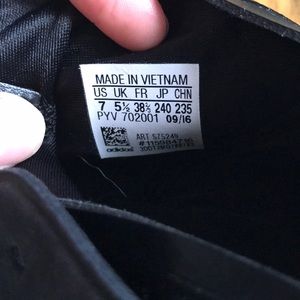 MADE IN VIETNAM
US UK FR JP CHN
7 5½ 38⅔ 240 235
PYV 702001 09/16
ART S75249
adidas